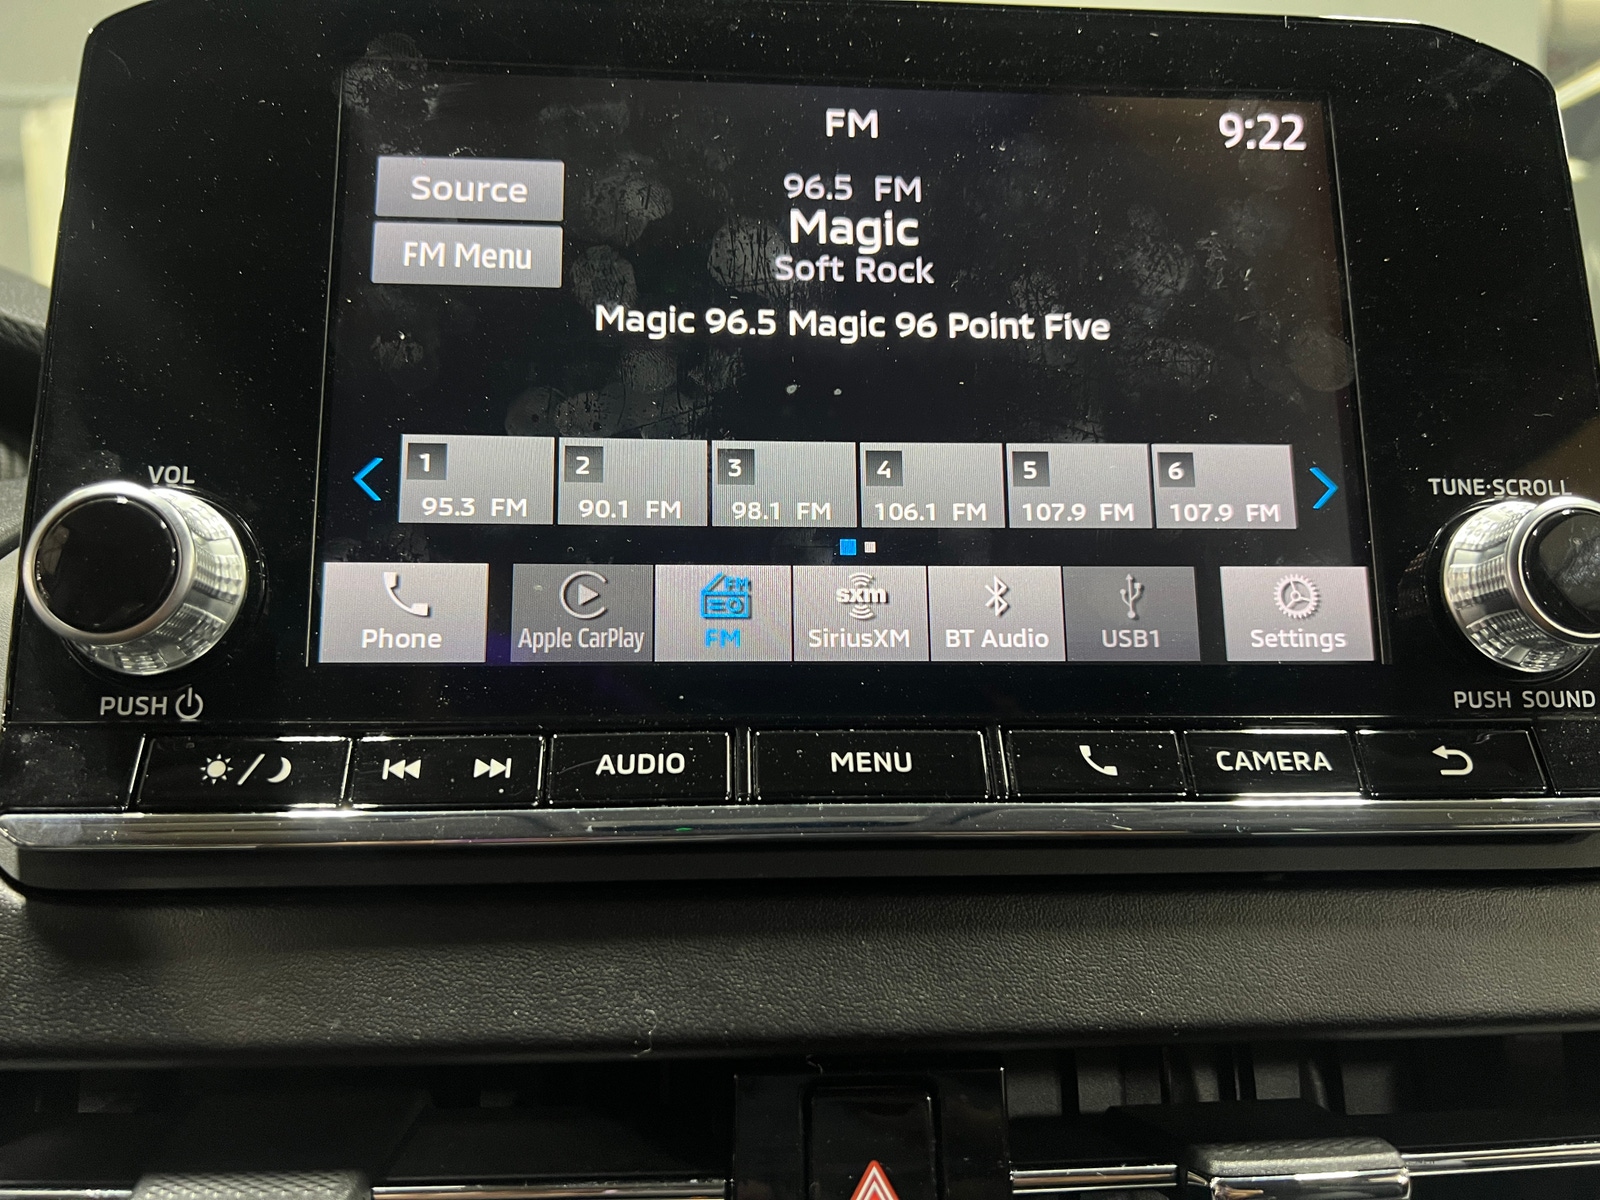 FM
9:22
Source
FM Menu
96.5 FM
Magic
Soft Rock
Magic 96.5 Magic 96 Point Five
VOL
TUNE·SCROLL
1
95.3 FM
2
90.1 FM
3
98.1 FM
4
106.1 FM
5
107.9 FM
6
107.9 FM
Phone
Apple CarPlay
FM
FM
sxm
SiriusXM
BT Audio
USB1
Settings
PUSH
PUSH SOUND
AUDIO
MENU
CAMERA